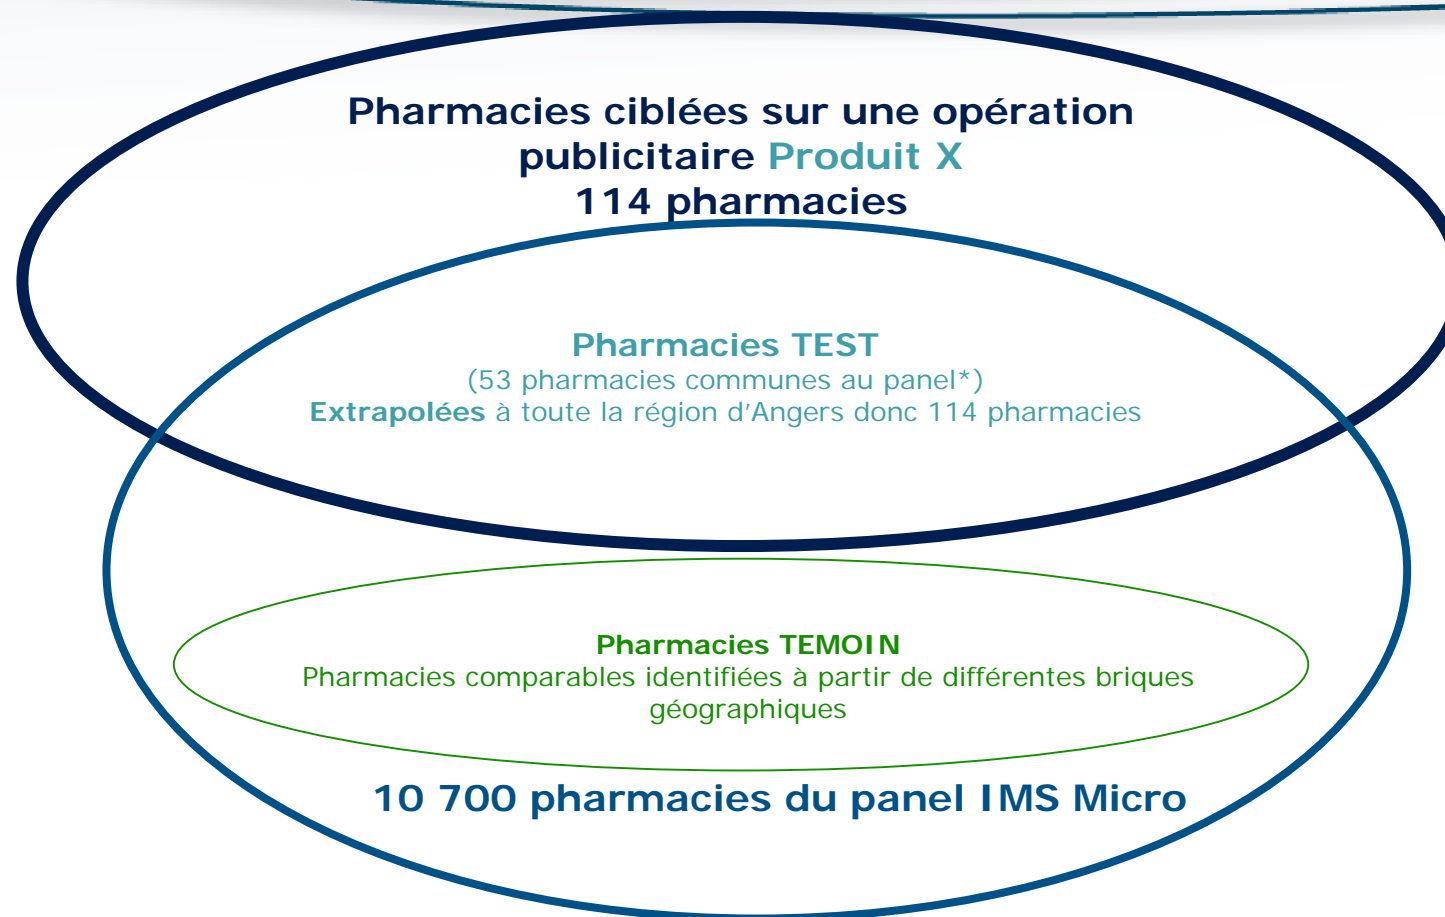 Pharmacies ciblées sur une opération
publicitaire Produit X
114 pharmacies
Pharmacies TEST
(53 pharmacies communes au panel*)
Extrapolées à toute la région d’Angers donc 114 pharmacies
Pharmacies TEMOIN
Pharmacies comparables identifiées à partir de différentes briques
géographiques
10 700 pharmacies du panel IMS Micro